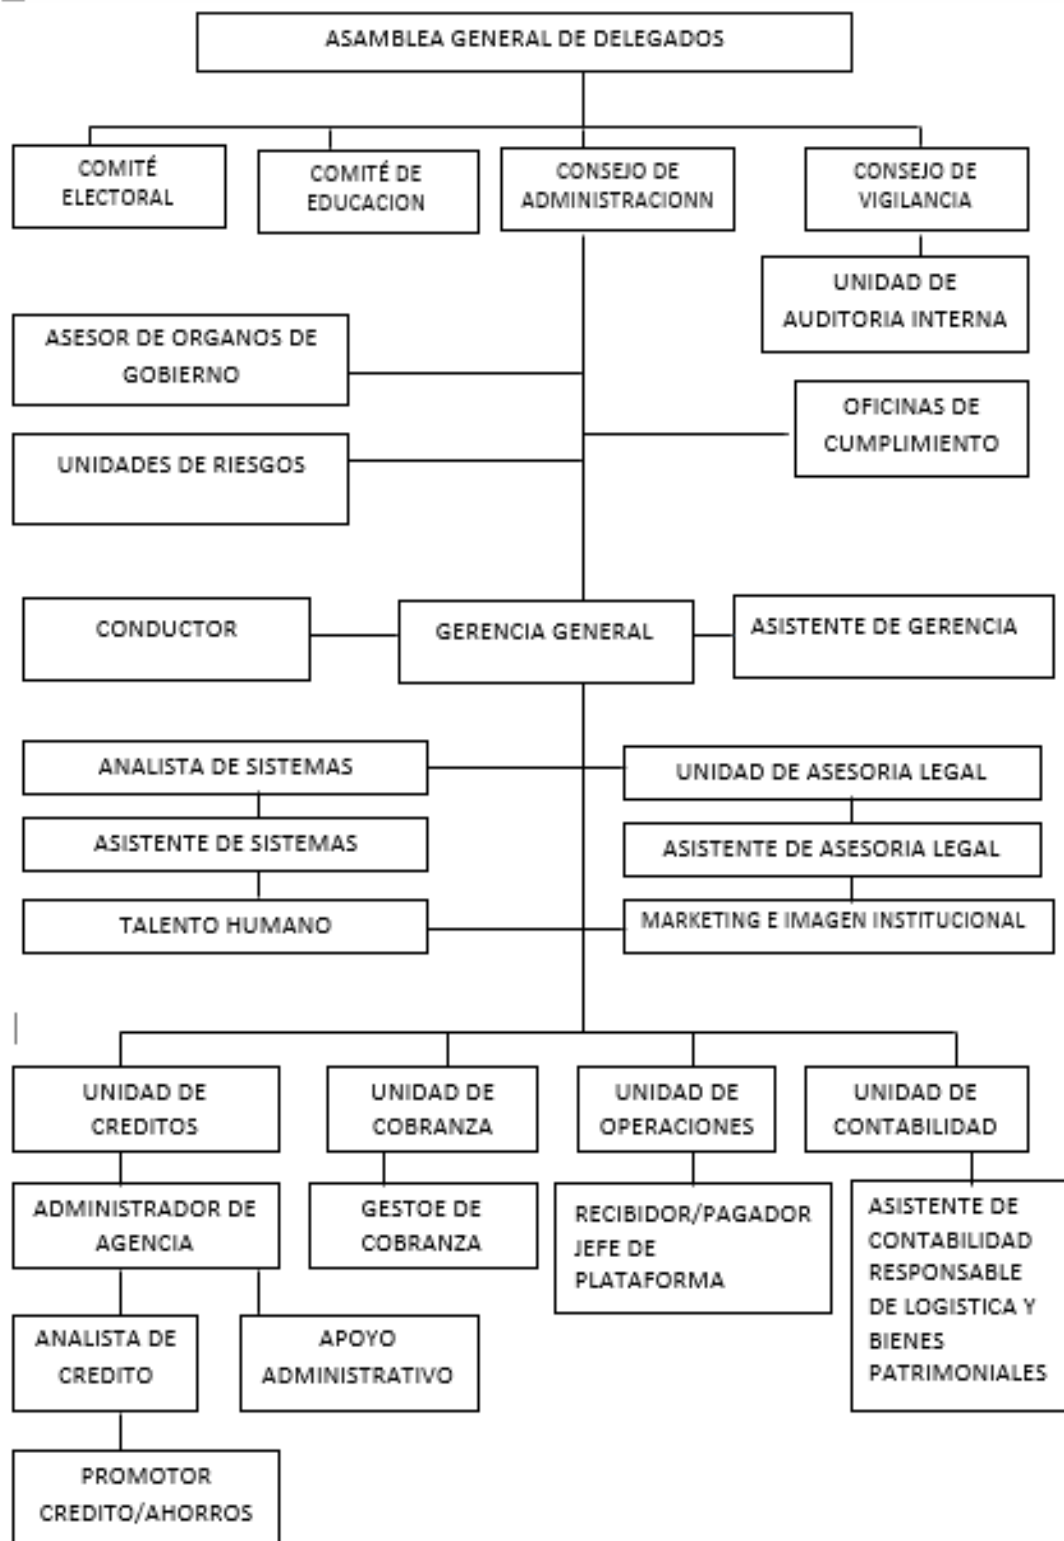 ASAMBLEA GENERAL DE DELEGADOS
COMITÉ
ELECTORAL
COMITÉ DE
EDUCACION
CONSEJO DE
ADMINISTRACIONN
CONSEJO DE
VIGILANCIA
UNIDAD DE
AUDITORIA INTERNA
ASESOR DE ORGANOS DE
GOBIERNO
OFICINAS DE
CUMPLIMIENTO
UNIDADES DE RIESGOS
CONDUCTOR
GERENCIA GENERAL
ASISTENTE DE GERENCIA
ANALISTA DE SISTEMAS
UNIDAD DE ASESORIA LEGAL
ASISTENTE DE SISTEMAS
ASISTENTE DE ASESORIA LEGAL
TALENTO HUMANO
MARKETING E IMAGEN INSTITUCIONAL
UNIDAD DE
CREDITOS
UNIDAD DE
COBRANZA
UNIDAD DE
OPERACIONES
UNIDAD DE
CONTABILIDAD
ADMINISTRADOR DE
AGENCIA
GESTOE DE
COBRANZA
RECIBIDOR/PAGADOR
JEFE DE
PLATAFORMA
ASISTENTE DE
CONTABILIDAD
RESPONSABLE
DE LOGISTICA Y
BIENES
PATRIMONIALES
ANALISTA DE
CREDITO
APOYO
ADMINISTRATIVO
PROMOTOR
CREDITO/AHORROS